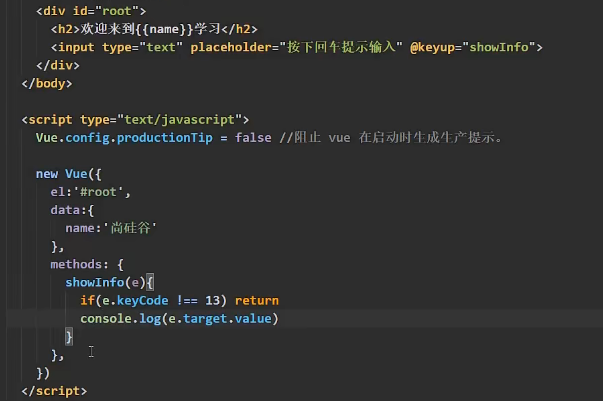 <div id="root">
<h2>欢迎来到{{name}}学习</h2>
<input type="text" placeholder="按下回车提示输入" @keyup="showInfo">
</div>
</body>
<script type="text/javascript">
Vue.config.productionTip = false //阻止 vue 在启动时生成生产提示。
new Vue({
el:'#root',
data:{
name:'尚硅谷'
},
methods: {
showInfo(e){
if(e.keyCode !== 13) return
console.log(e.target.value)
}
},
})
</script>